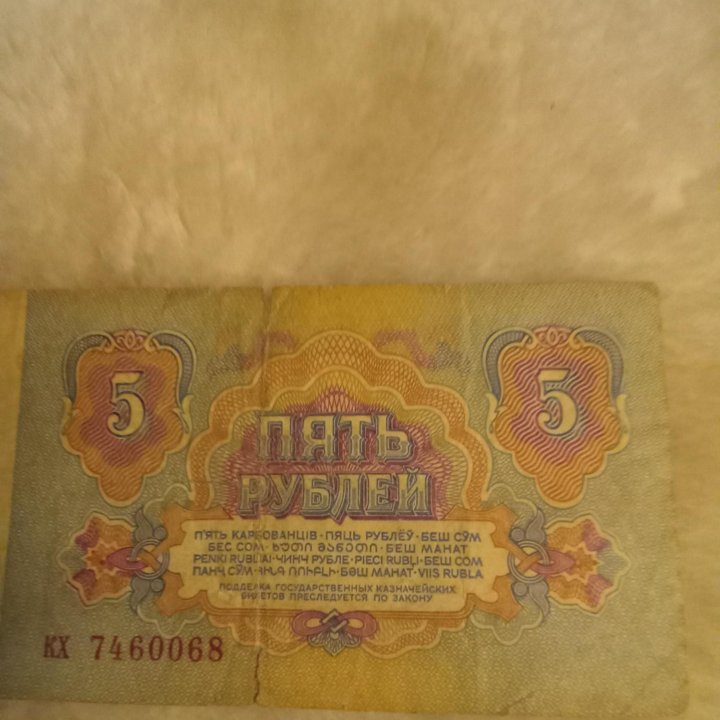 5 5
ПЯТЬ
РУБЛЕЙ
П'ЯТЬ КАРБОВАНЦІВ · ПЯЦЬ РУБЛЁЎ · БЕШ СЎМ
БЕС СОМ · ᲮᲣᲗᲘ ᲛᲐᲜᲔᲗᲘ · БЕШ МАНАТ
PENKI RUBLIAI · ЧИНЧ РУБЛЕ · PIECI RUBĻI · БЕШ СОМ
ПАНҶ СЎМ · ՀԻՆԳ ՌՈՒԲԼԻ · БӘШ МАНАТ · VIIS RUBLA
ПОДДЕЛКА ГОСУДАРСТВЕННЫХ КАЗНАЧЕЙСКИХ
БИЛЕТОВ ПРЕСЛЕДУЕТСЯ ПО ЗАКОНУ
КХ 7460068